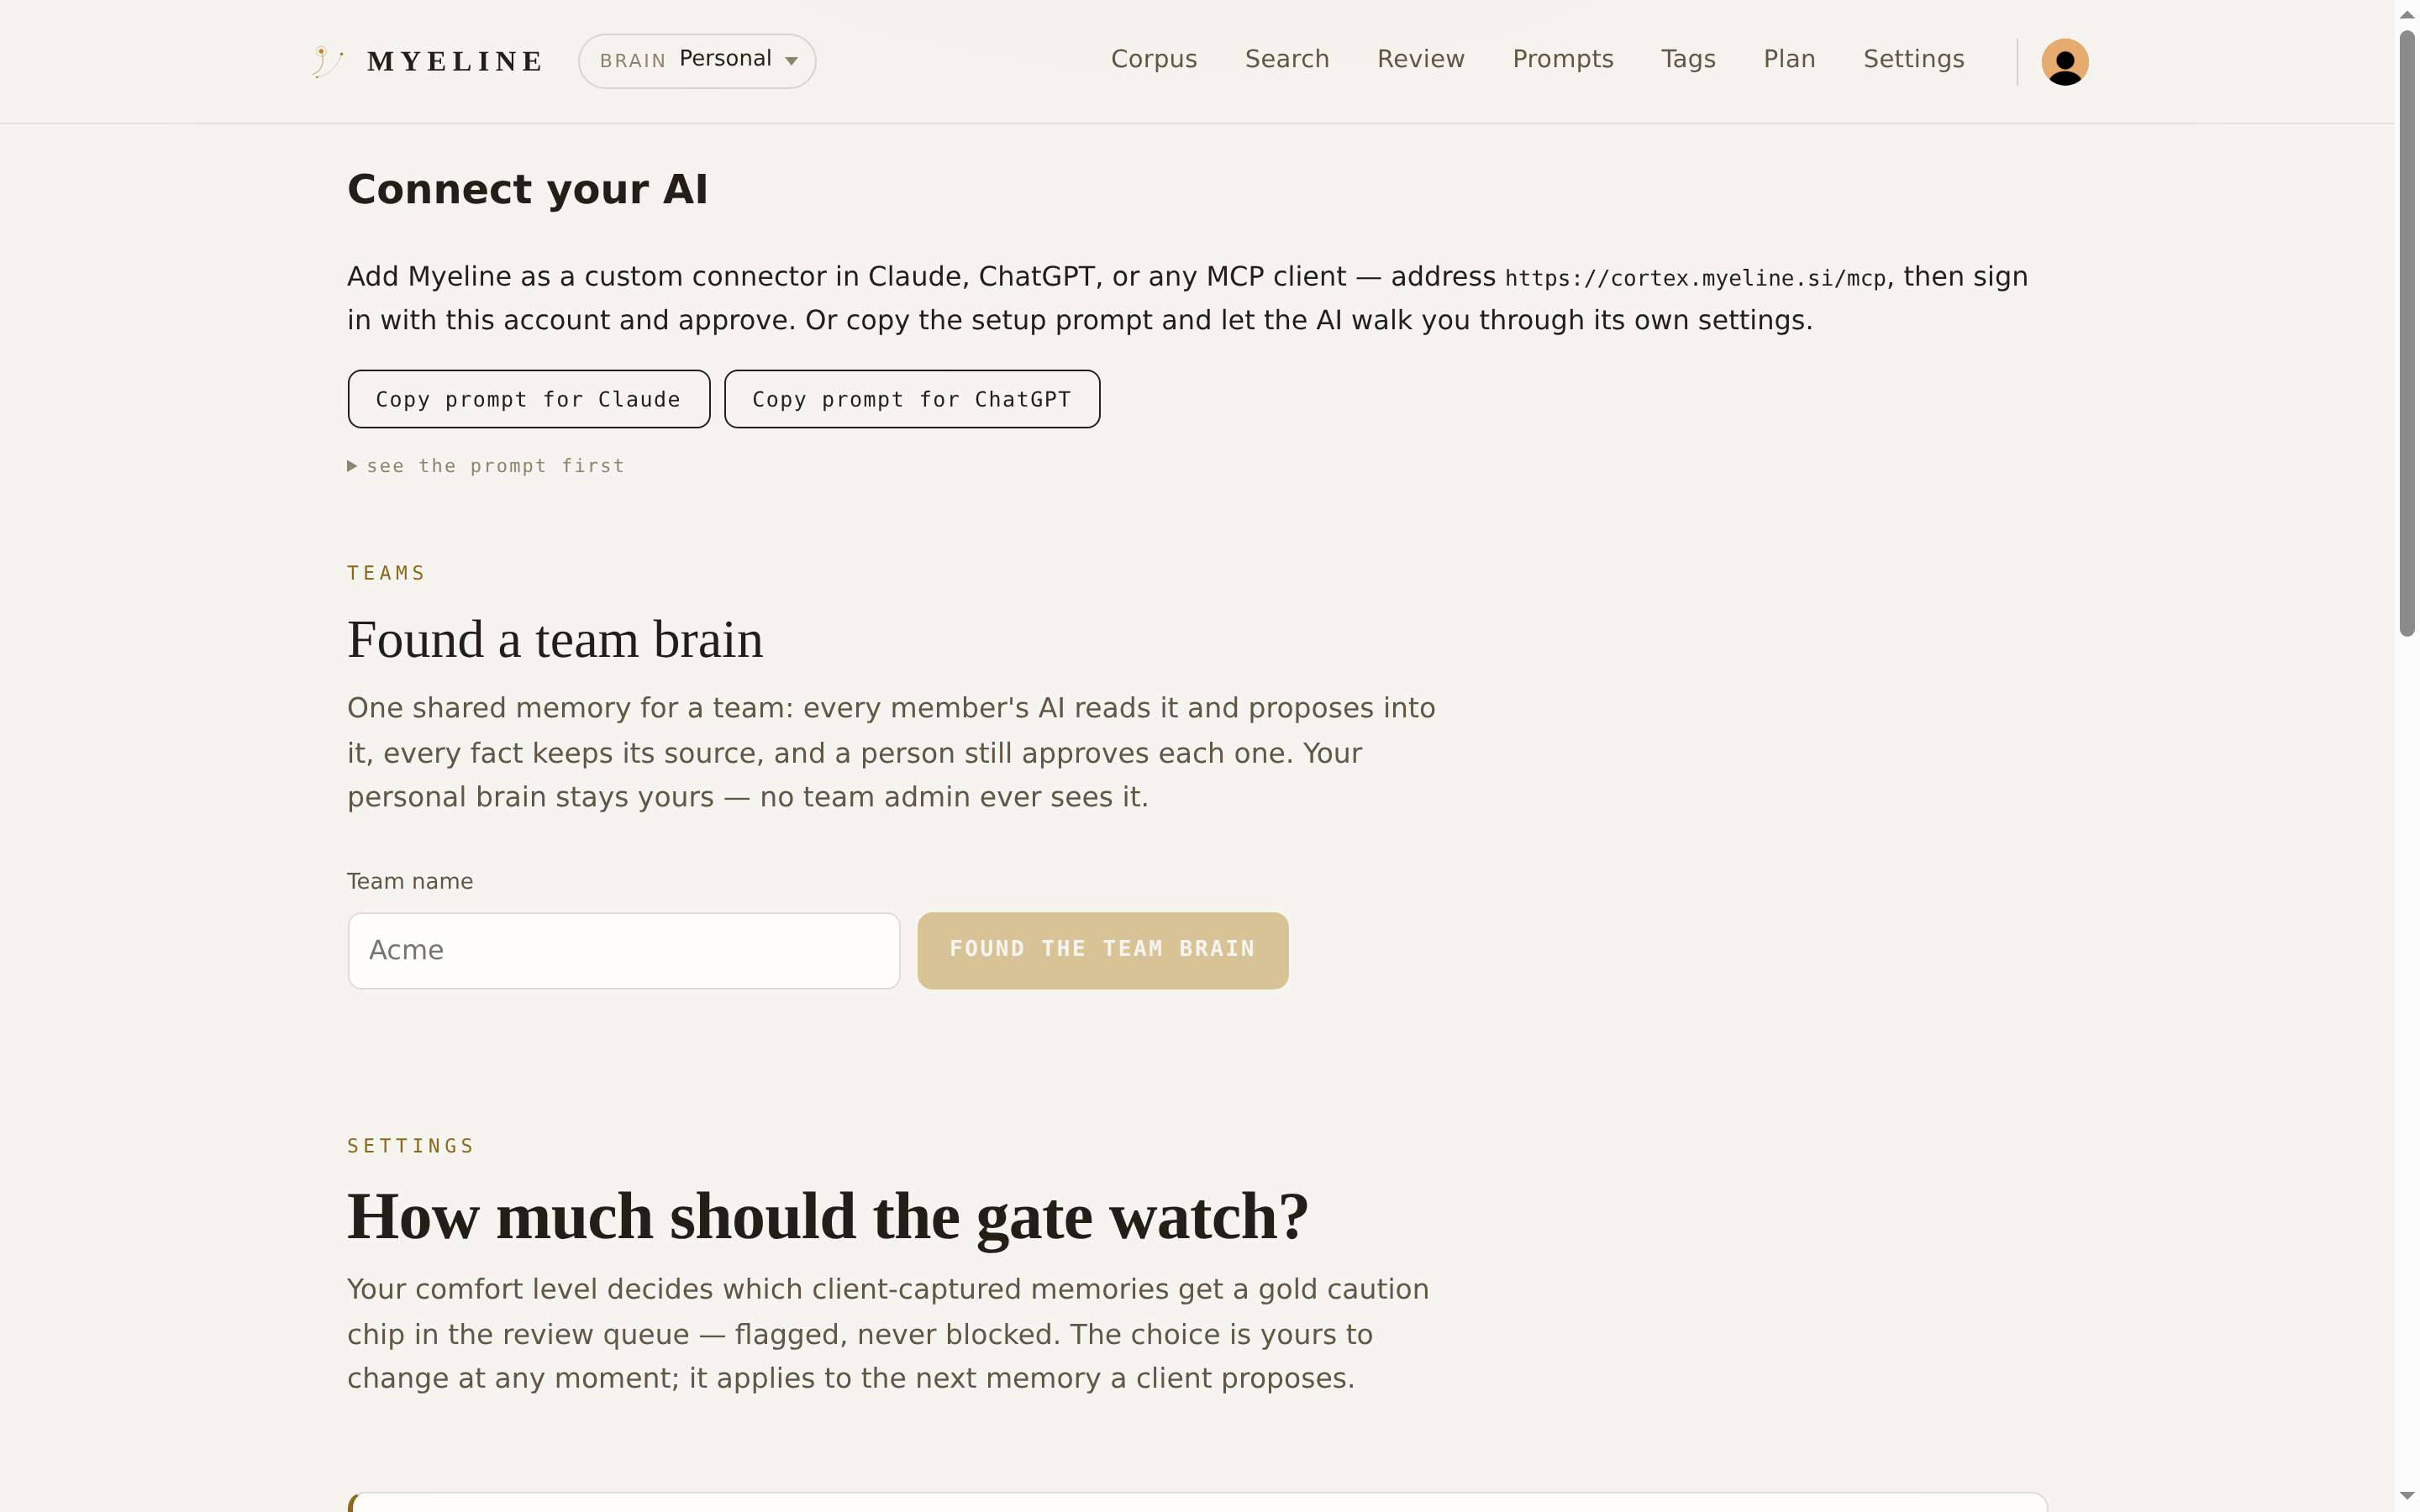 MYELINE
BRAIN Personal
Corpus Search Review Prompts Tags Plan Settings
Connect your AI
Add Myeline as a custom connector in Claude, ChatGPT, or any MCP client — address https://cortex.myeline.si/mcp, then sign
in with this account and approve. Or copy the setup prompt and let the AI walk you through its own settings.
Copy prompt for Claude
Copy prompt for ChatGPT
see the prompt first
TEAMS
Found a team brain
One shared memory for a team: every member's AI reads it and proposes into
it, every fact keeps its source, and a person still approves each one. Your
personal brain stays yours — no team admin ever sees it.
Team name
Acme
FOUND THE TEAM BRAIN
SETTINGS
How much should the gate watch?
Your comfort level decides which client-captured memories get a gold caution
chip in the review queue — flagged, never blocked. The choice is yours to
change at any moment; it applies to the next memory a client proposes.